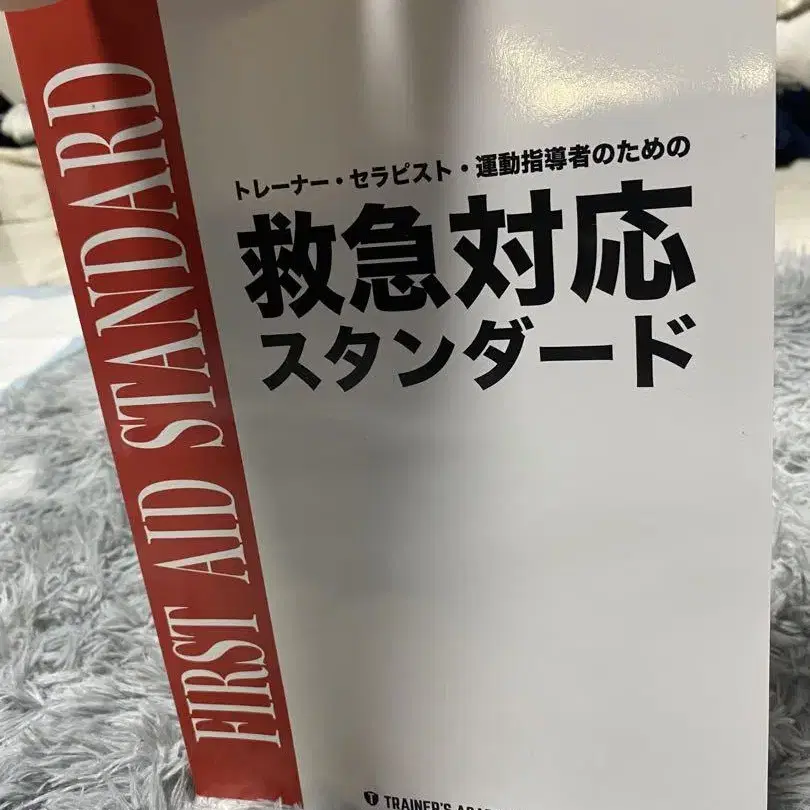 FIRST AID STANDARD
トレーナー・セラピスト・運動指導者のための
救急対応
スタンダード
TRAINER'S